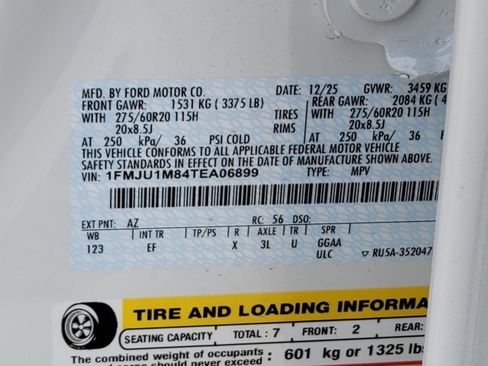 MFD. BY FORD MOTOR CO. 12/25 GVWR: 3459 KG
FRONT GAWR: 1531 KG ( 3375 LB) REAR GAWR: 2084 KG ( 4
WITH 275/60R20 115H TIRES WITH 275/60R20 115H
20x8.5J RIMS 20x8.5J
AT 250 kPa/ 36 PSI COLD AT 250 kPa/ 36
THIS VEHICLE CONFORMS TO ALL APPLICABLE FEDERAL MOTOR VEHICLE
SAFETY STANDARDS IN EFFECT ON THE DATE OF MANUFACTURE
VIN: 1FMJU1M84TEA06899 TYPE: MPV
EXT PNT: AZ RC: 56 DSO:
WB INT TR TP/PS R AXLE TR SPR
123 EF X 3L U GGAA
ULC RU5A-352047
TIRE AND LOADING INFORMA
SEATING CAPACITY TOTAL: 7 FRONT: 2 REAR:
The combined weight of occupants 601 kg or 1325 lbs